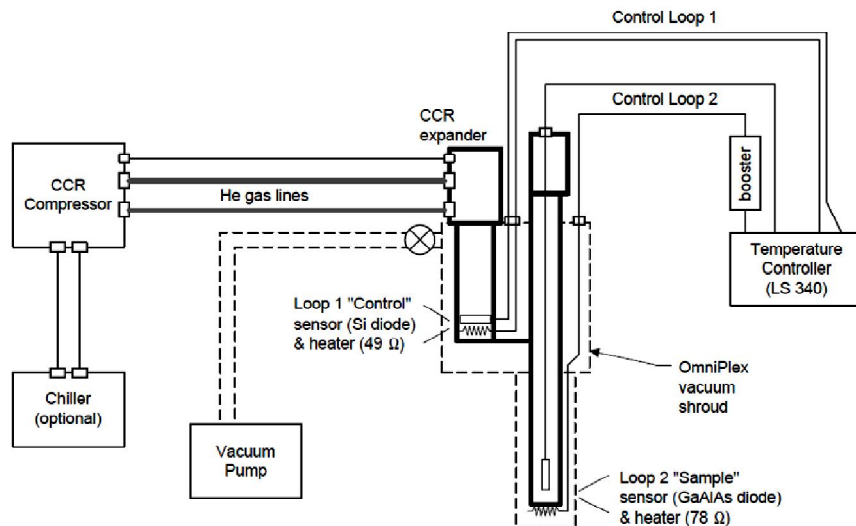 Control Loop 1
Control Loop 2
CCR
expander
CCR
Compressor
He gas lines
booster
Temperature
Controller
(LS 340)
Loop 1 "Control"
sensor (Si diode)
& heater (49 Ω)
OmniPlex
vacuum
shroud
Chiller
(optional)
Vacuum
Pump
Loop 2 "Sample"
sensor (GaAlAs diode)
& heater (78 Ω)